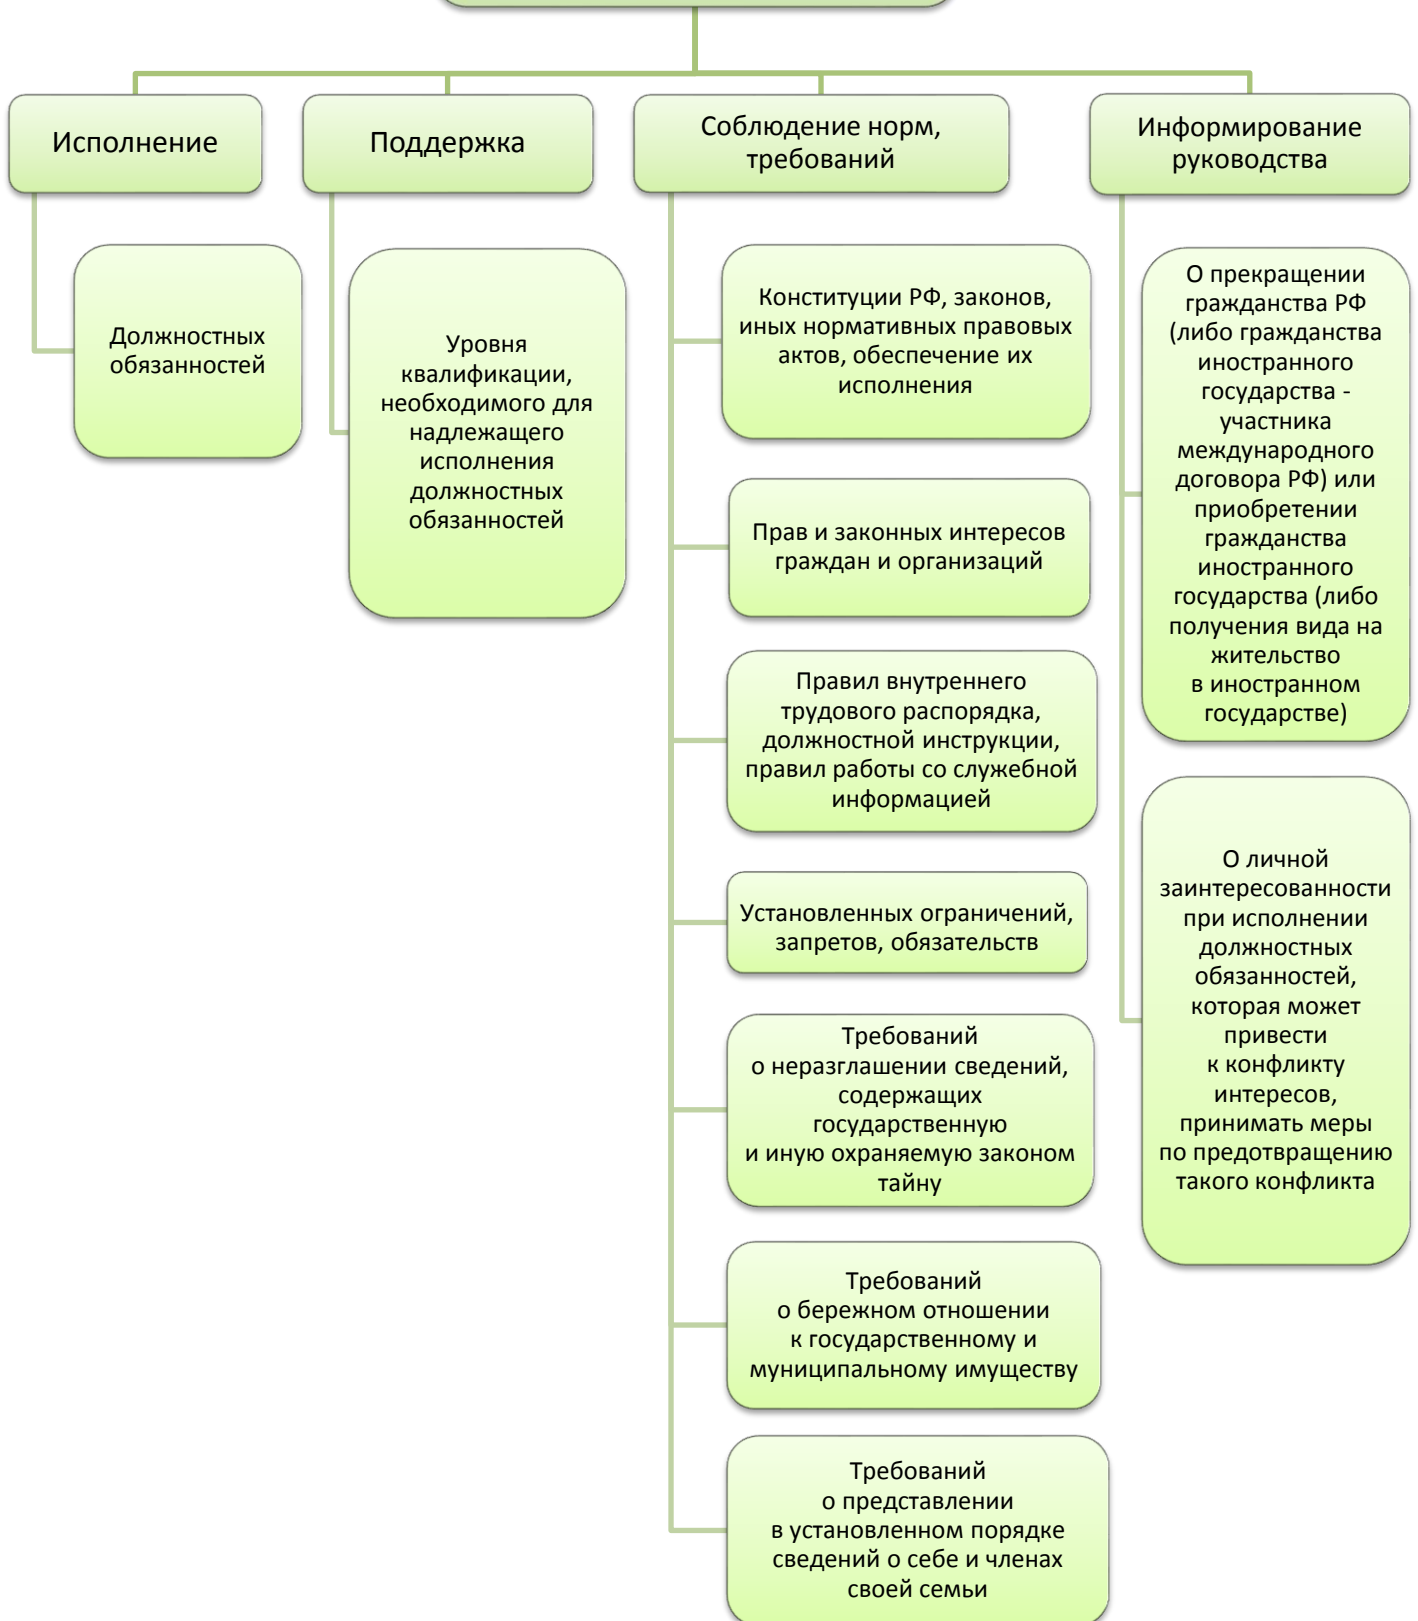 Исполнение
Должностных
обязанностей
Поддержка
Уровня
квалификации,
необходимого для
надлежащего
исполнения
должностных
обязанностей
Соблюдение норм,
требований
Конституции РФ, законов,
иных нормативных правовых
актов, обеспечение их
исполнения
Прав и законных интересов
граждан и организаций
Правил внутреннего
трудового распорядка,
должностной инструкции,
правил работы со служебной
информацией
Установленных ограничений,
запретов, обязательств
Требований
о неразглашении сведений,
содержащих
государственную
и иную охраняемую законом
тайну
Требований
о бережном отношении
к государственному и
муниципальному имуществу
Требований
о представлении
в установленном порядке
сведений о себе и членах
своей семьи
Информирование
руководства
О прекращении
гражданства РФ
(либо гражданства
иностранного
государства -
участника
международного
договора РФ) или
приобретении
гражданства
иностранного
государства (либо
получения вида на
жительство
в иностранном
государстве)
О личной
заинтересованности
при исполнении
должностных
обязанностей,
которая может
привести
к конфликту
интересов,
принимать меры
по предотвращению
такого конфликта